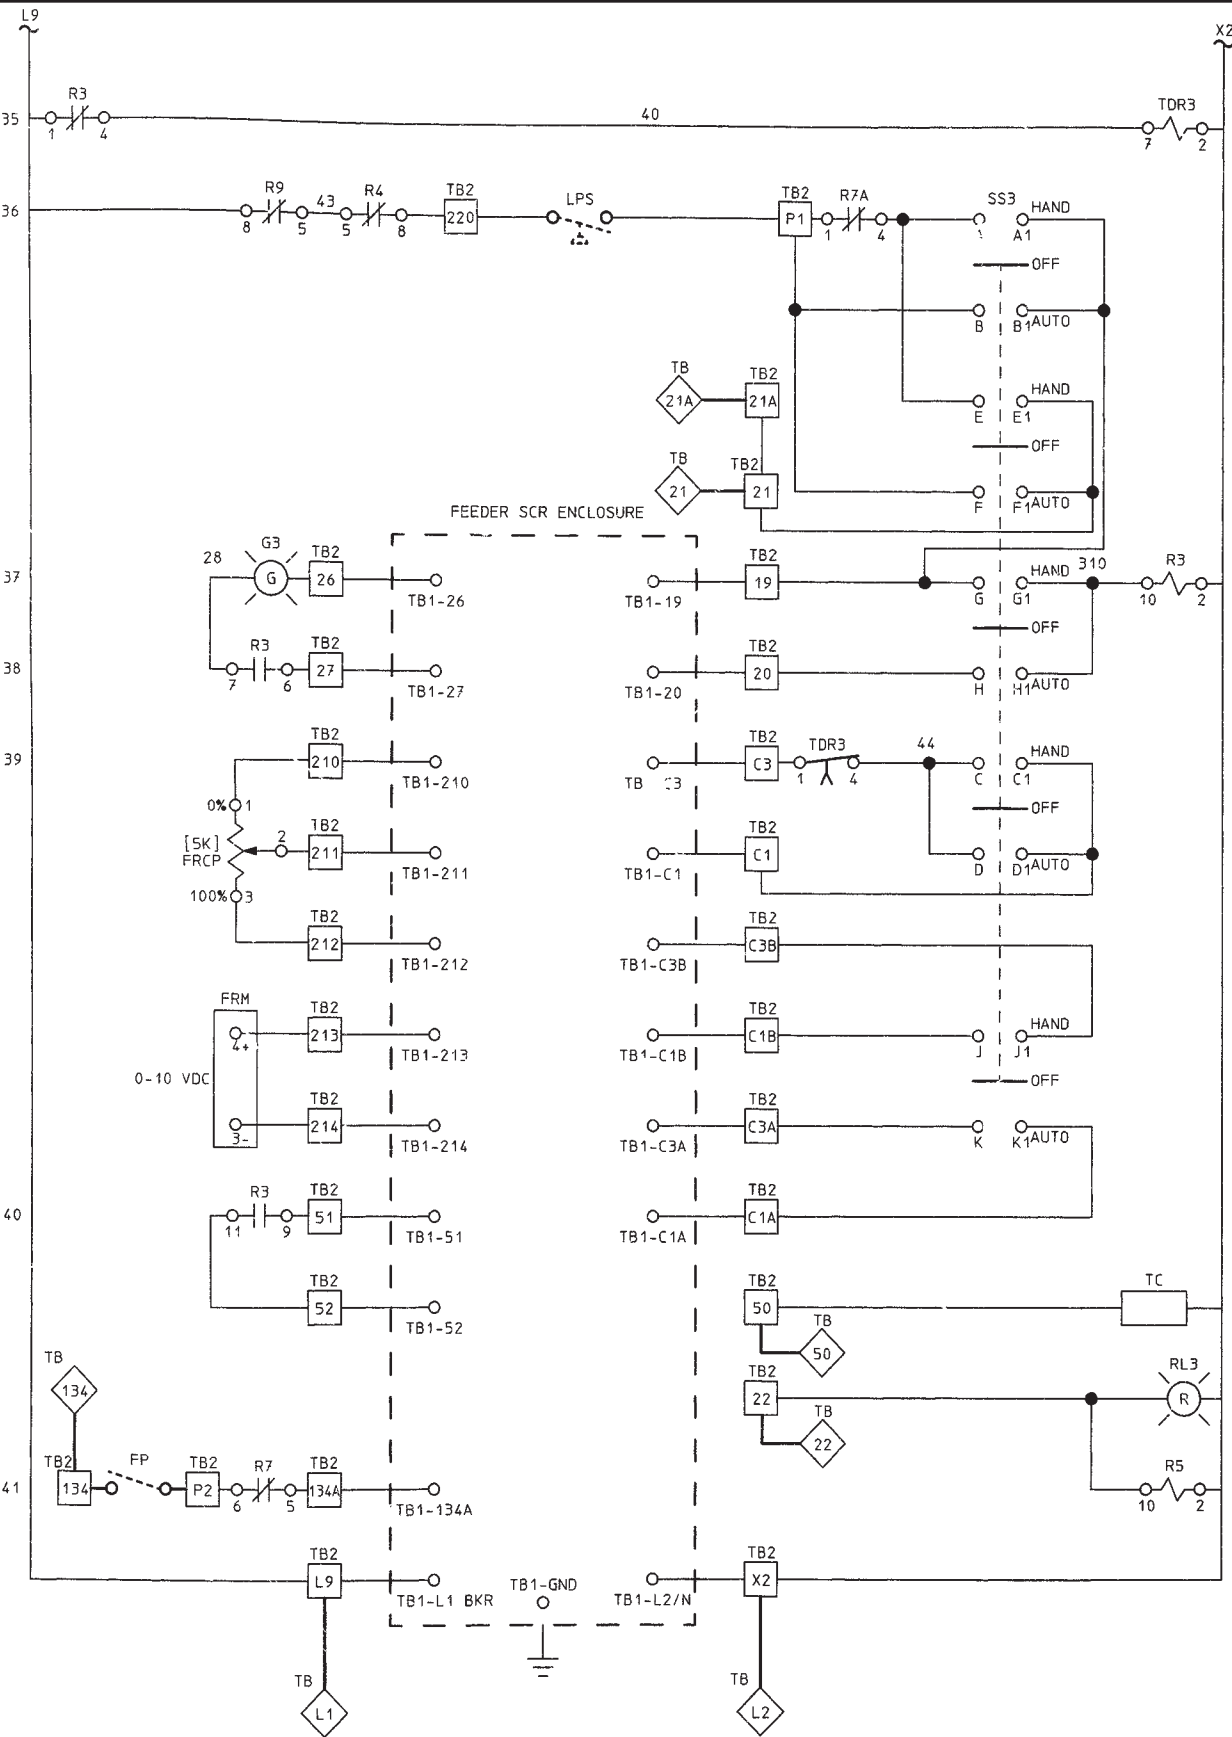 L9
X2
35 R3 1 4 40 TDR3 7 2
36 R9 8 5 43 R4 5 8 TB2 220 LPS TB2 P1 R7A 1 4 SS3 HAND
A1
OFF
B B1 AUTO
TB 21A TB2 21A HAND
E E1
OFF
TB 21 TB2 21
F F1 AUTO
FEEDER SCR ENCLOSURE
37 28 G3 G TB2 26 TB1-26 TB1-19 TB2 19 HAND 310 R3
G G1 10 2
OFF
38 R3 7 6 TB2 27 TB1-27 TB1-20 TB2 20
H H1 AUTO
39 TB2 210 TB1-210 TB C3 TB2 C3 TDR3 1 4 44 HAND
C C1
0% 1 OFF
[5K] FRCP 2 TB2 211 TB1-211 TB1-C1 TB2 C1
D D1 AUTO
100% 3
TB2 212 TB1-212 TB1-C3B TB2 C3B
FRM
4+ TB2 213 TB1-213 TB1-C1B TB2 C1B HAND
J J1
0-10 VDC OFF
3- TB2 214 TB1-214 TB1-C3A TB2 C3A
K K1 AUTO
40 R3 11 9 TB2 51 TB1-51 TB1-C1A TB2 C1A
TB2 52 TB1-52 TB2 50 TC
TB 50
TB 134 TB2 22 RL3 R
TB 22
41 TB2 134 FP TB2 P2 R7 6 5 TB2 134A TB1-134A R5 10 2
TB2 L9 TB1-L1 BKR TB1-GND TB1-L2/N TB2 X2
TB L1 TB L2